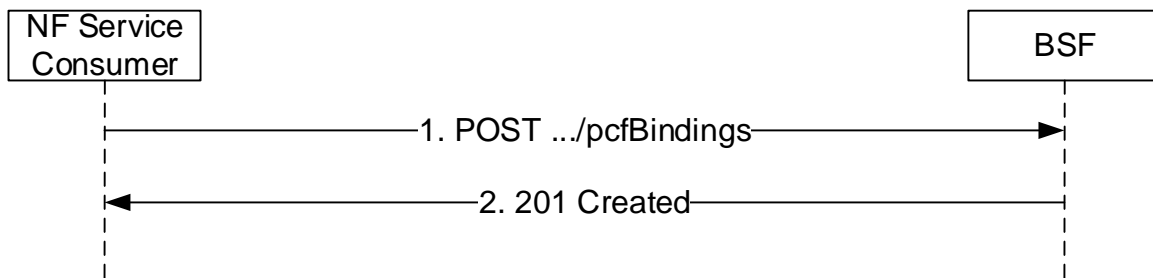 NF Service
Consumer
BSF
1. POST .../pcfBindings
2. 201 Created